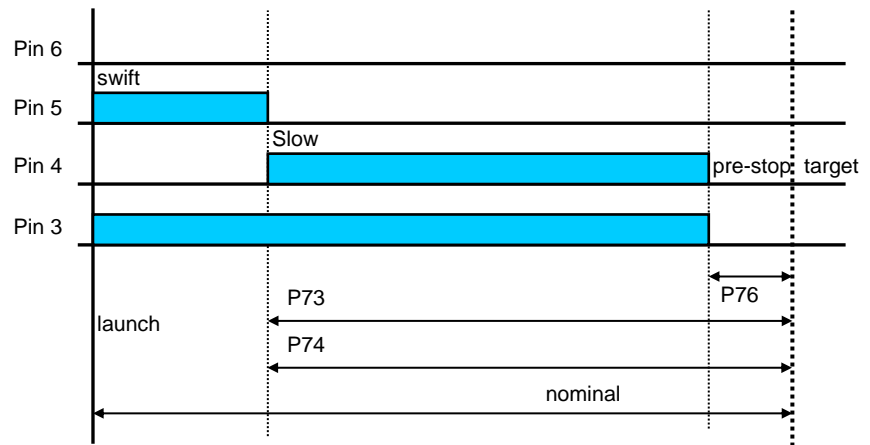 Pin 6
swift
Pin 5
Slow
Pin 4
pre-stop
target
Pin 3
P73
P76
launch
P74
nominal